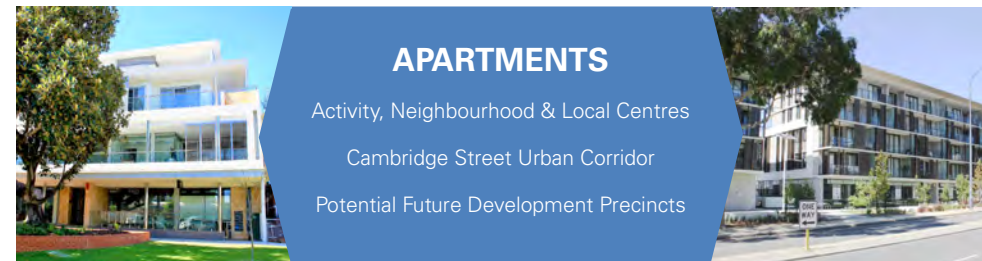 APARTMENTS
Activity, Neighbourhood & Local Centres
Cambridge Street Urban Corridor
Potential Future Development Precincts
ONE
WAY